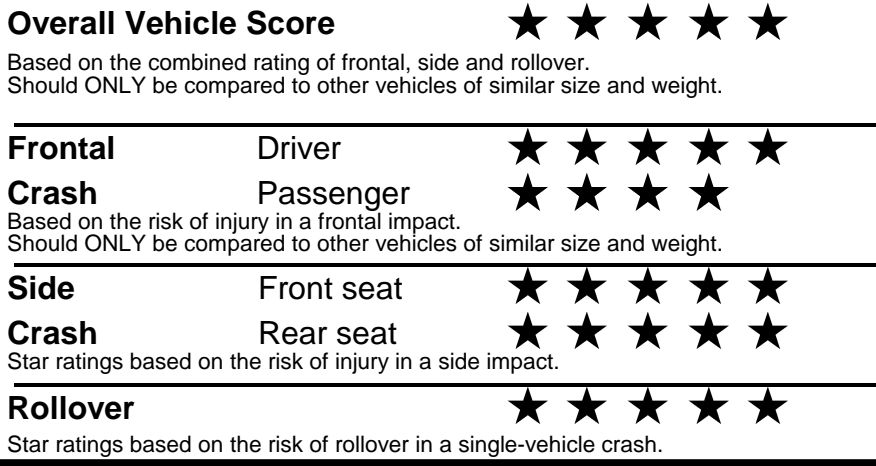 Overall Vehicle Score ★ ★ ★ ★ ★
Based on the combined rating of frontal, side and rollover.
Should ONLY be compared to other vehicles of similar size and weight.
Frontal Driver ★ ★ ★ ★ ★
Crash Passenger ★ ★ ★ ★
Based on the risk of injury in a frontal impact.
Should ONLY be compared to other vehicles of similar size and weight.
Side Front seat ★ ★ ★ ★ ★
Crash Rear seat ★ ★ ★ ★ ★
Star ratings based on the risk of injury in a side impact.
Rollover ★ ★ ★ ★ ★
Star ratings based on the risk of rollover in a single-vehicle crash.